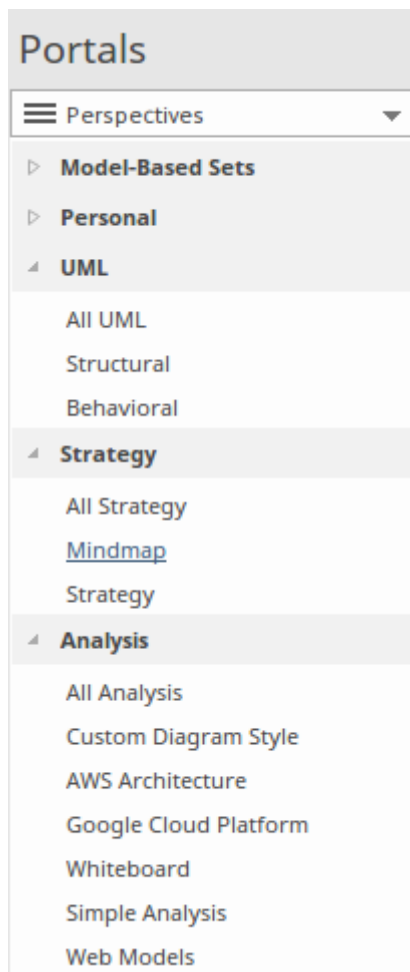 Portals
Perspectives
Model-Based Sets
Personal
UML
All UML
Structural
Behavioral
Strategy
All Strategy
Mindmap
Strategy
Analysis
All Analysis
Custom Diagram Style
AWS Architecture
Google Cloud Platform
Whiteboard
Simple Analysis
Web Models